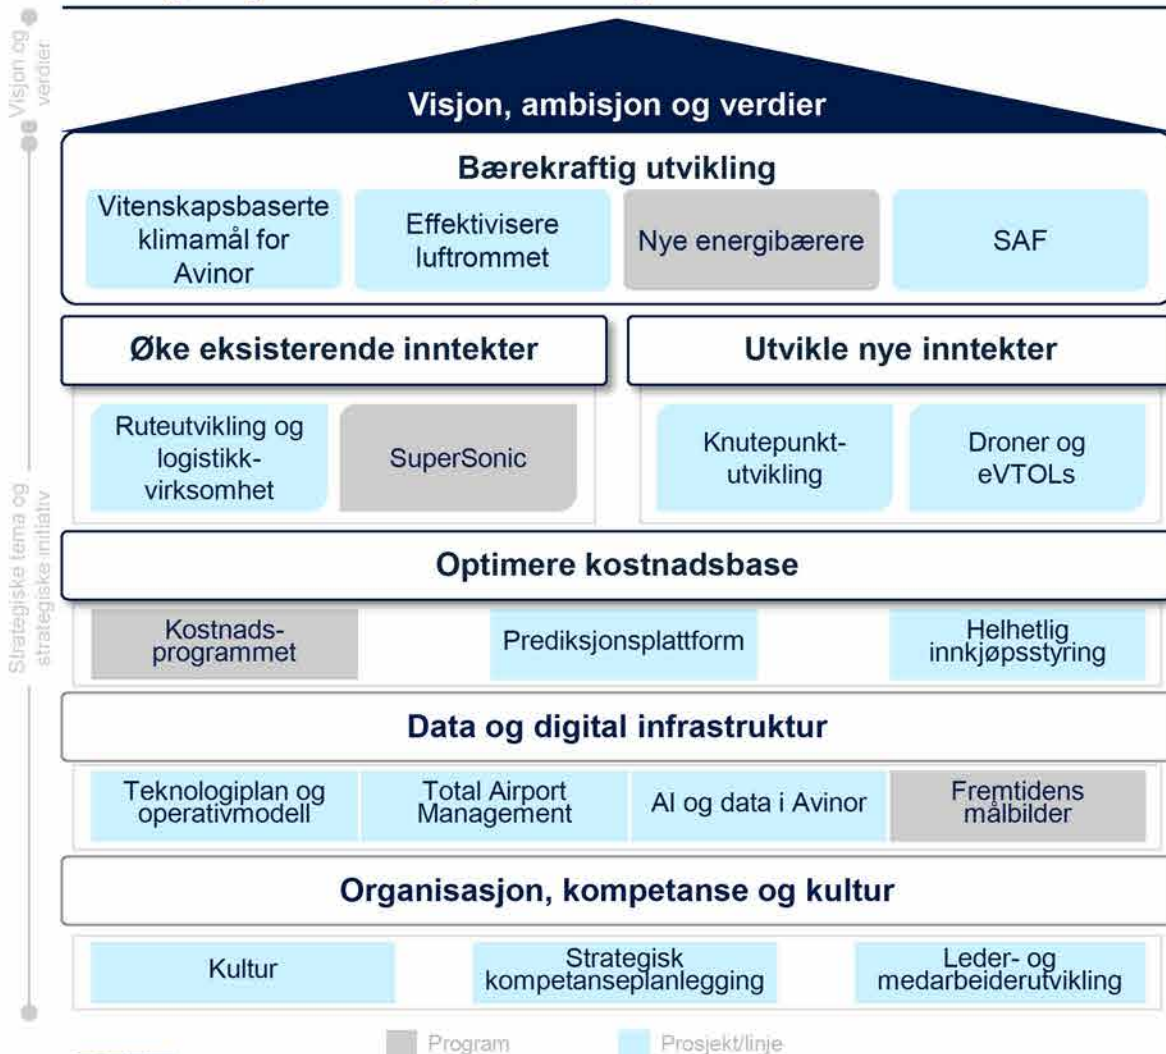 Visjon og
verdier
Visjon, ambisjon og verdier
Bærekraftig utvikling
Vitenskapsbaserte
klimamål for
Avinor
Effektivisere
luftrommet
Nye energibærere
SAF
Øke eksisterende inntekter
Utvikle nye inntekter
Ruteutvikling og
logistikk-
virksomhet
SuperSonic
Knutepunkt-
utvikling
Droner og
eVTOLs
Strategiske tema og
strategiske initiativ
Optimere kostnadsbase
Kostnads-
programmet
Prediksjonsplattform
Helhetlig
innkjøpsstyring
Data og digital infrastruktur
Teknologiplan og
operativmodell
Total Airport
Management
AI og data i Avinor
Fremtidens
målbilder
Organisasjon, kompetanse og kultur
Kultur
Strategisk
kompetanseplanlegging
Leder- og
medarbeiderutvikling
Program
Prosjekt/linje